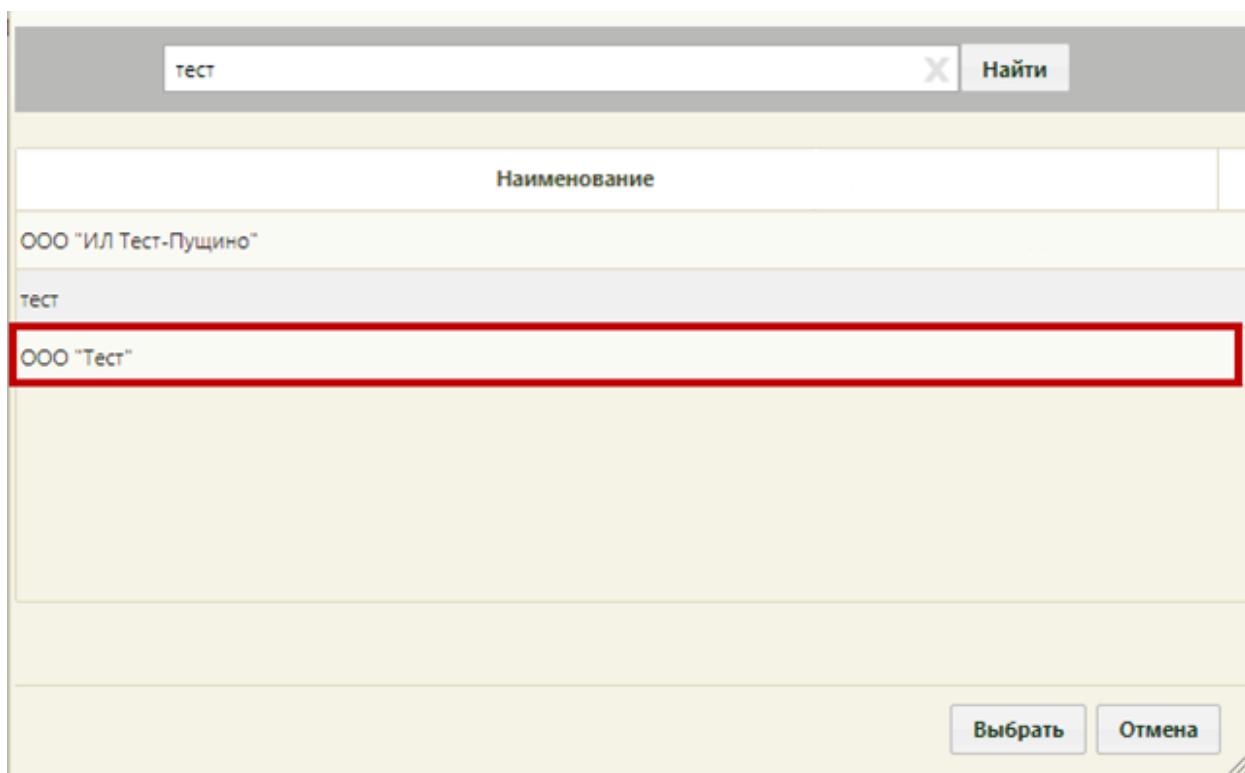 тест X Найти
Наименование
ООО "ИЛ Тест-Пущино"
тест
ООО "Тест"
Выбрать Отмена